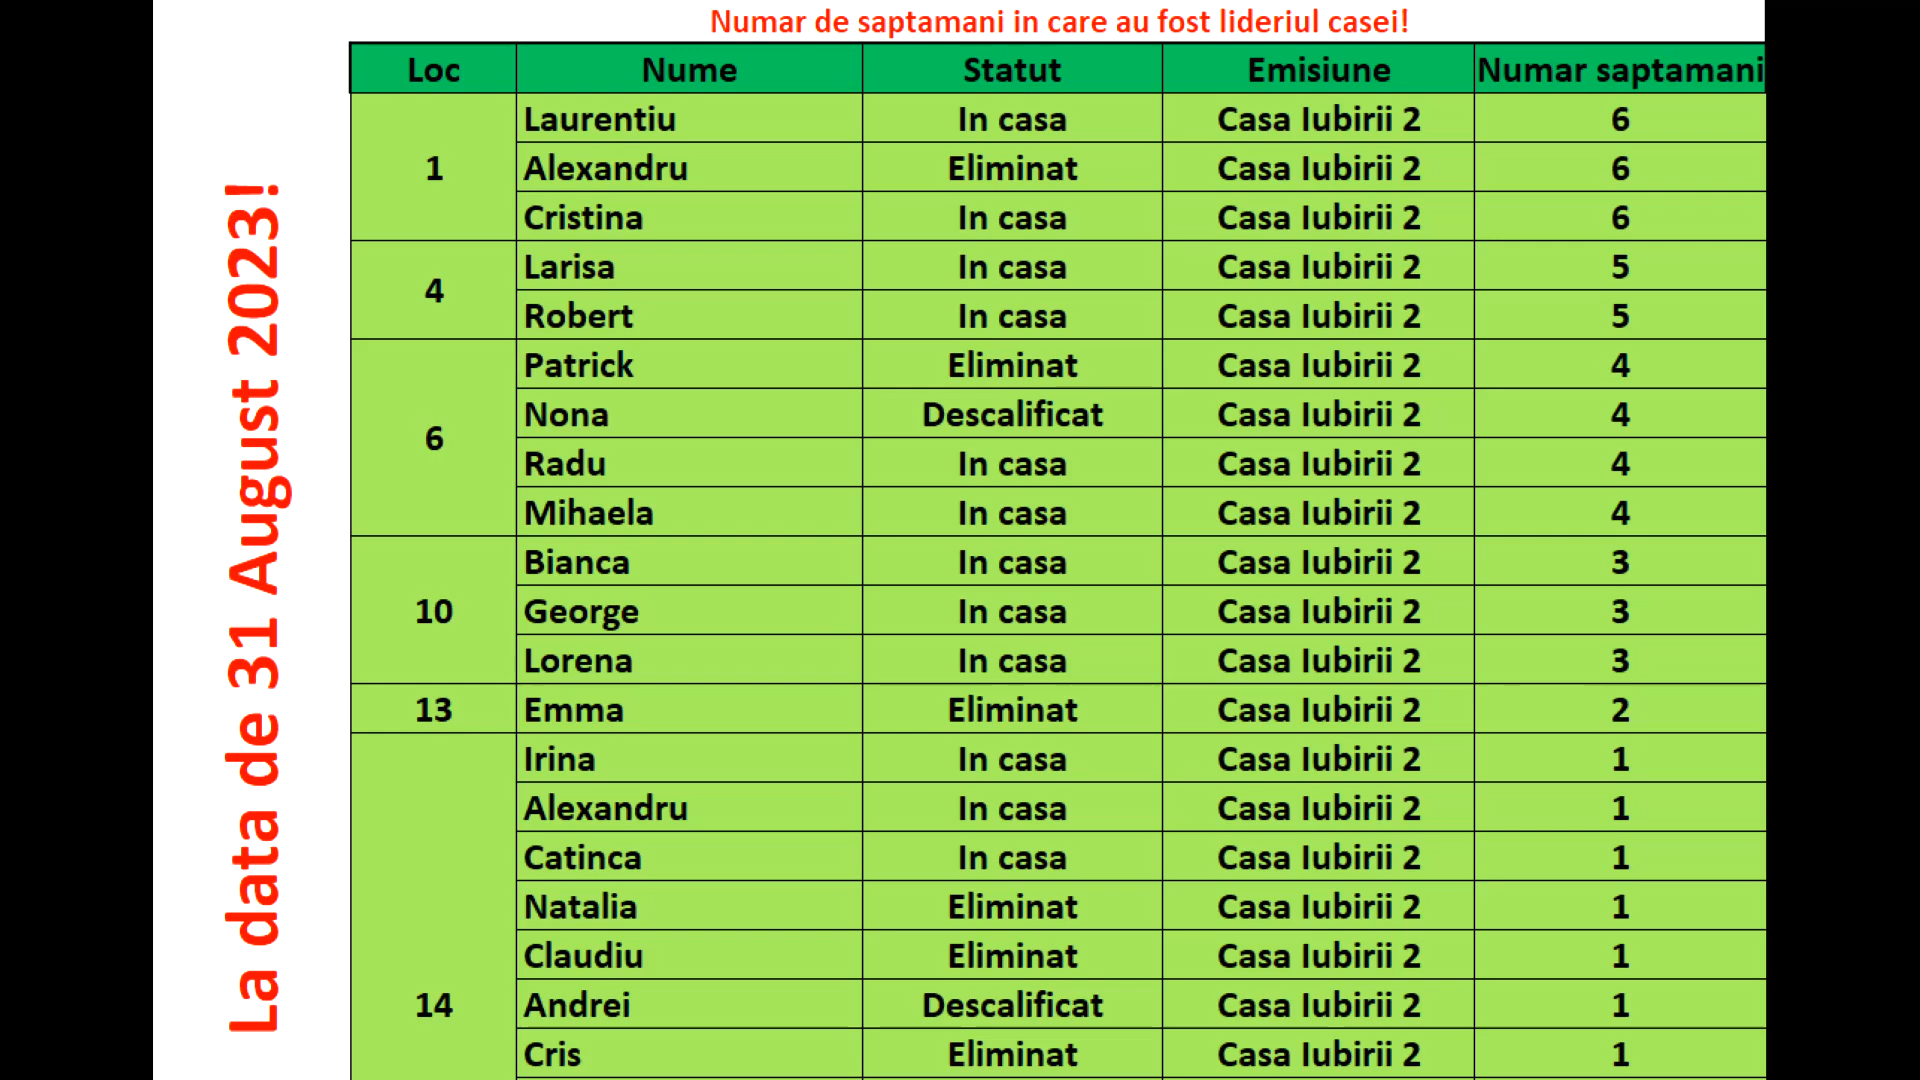 Numar de saptamani in care au fost lideriul casei!
La data de 31 August 2023!
Loc Nume Statut Emisiune Numar saptamani
1
Laurentiu In casa Casa Iubirii 2 6
Alexandru Eliminat Casa Iubirii 2 6
Cristina In casa Casa Iubirii 2 6
4
Larisa In casa Casa Iubirii 2 5
Robert In casa Casa Iubirii 2 5
6
Patrick Eliminat Casa Iubirii 2 4
Nona Descalificat Casa Iubirii 2 4
Radu In casa Casa Iubirii 2 4
Mihaela In casa Casa Iubirii 2 4
10
Bianca In casa Casa Iubirii 2 3
George In casa Casa Iubirii 2 3
Lorena In casa Casa Iubirii 2 3
13 Emma Eliminat Casa Iubirii 2 2
14
Irina In casa Casa Iubirii 2 1
Alexandru In casa Casa Iubirii 2 1
Catinca In casa Casa Iubirii 2 1
Natalia Eliminat Casa Iubirii 2 1
Claudiu Eliminat Casa Iubirii 2 1
Andrei Descalificat Casa Iubirii 2 1
Cris Eliminat Casa Iubirii 2 1